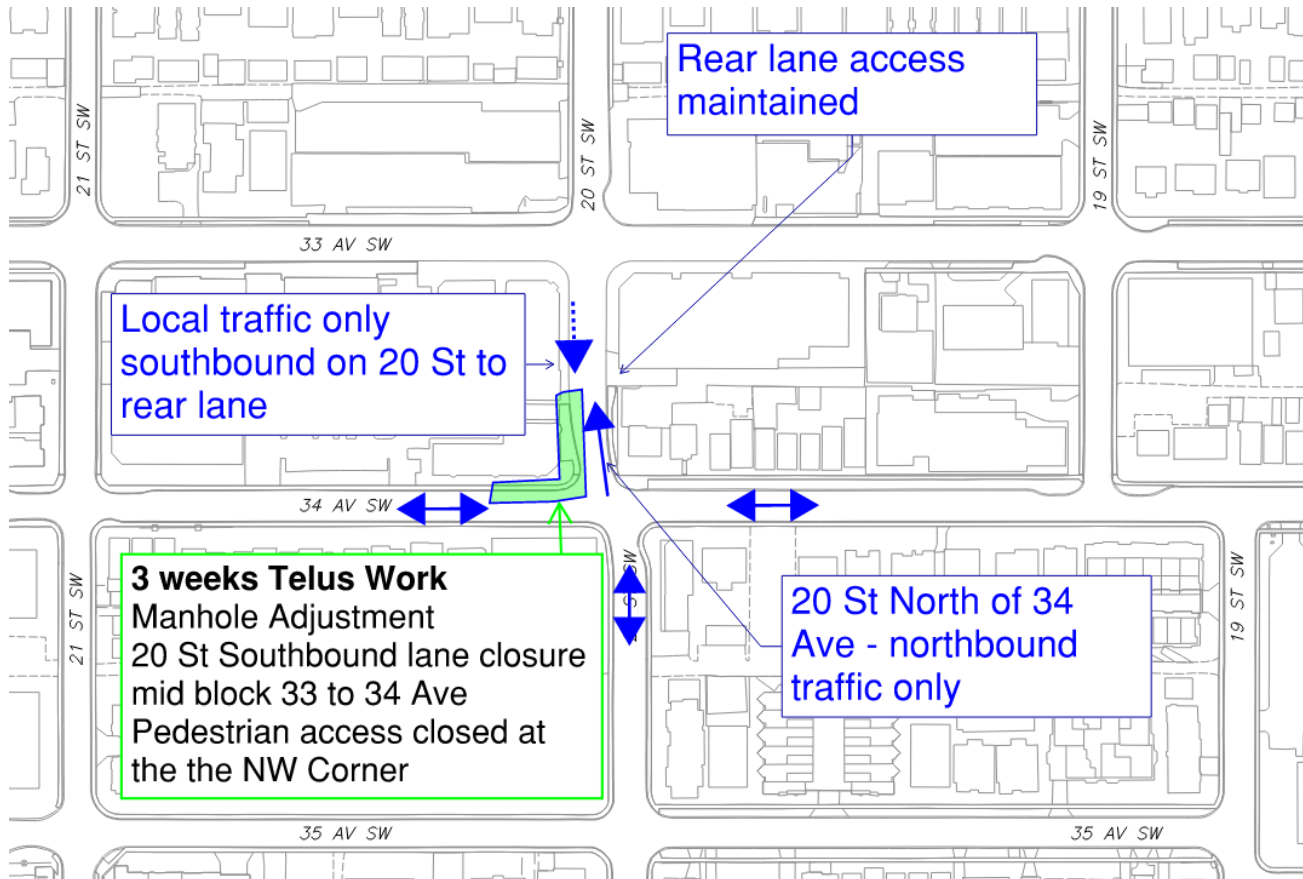 Rear lane access
maintained
21 ST SW
20 ST SW
19 ST SW
33 AV SW
Local traffic only
southbound on 20 St to
rear lane
34 AV SW
3 weeks Telus Work
Manhole Adjustment
20 St Southbound lane closure
mid block 33 to 34 Ave
Pedestrian access closed at
the the NW Corner
20 St North of 34
Ave - northbound
traffic only
21 ST SW
SW
19 ST SW
35 AV SW
35 AV SW